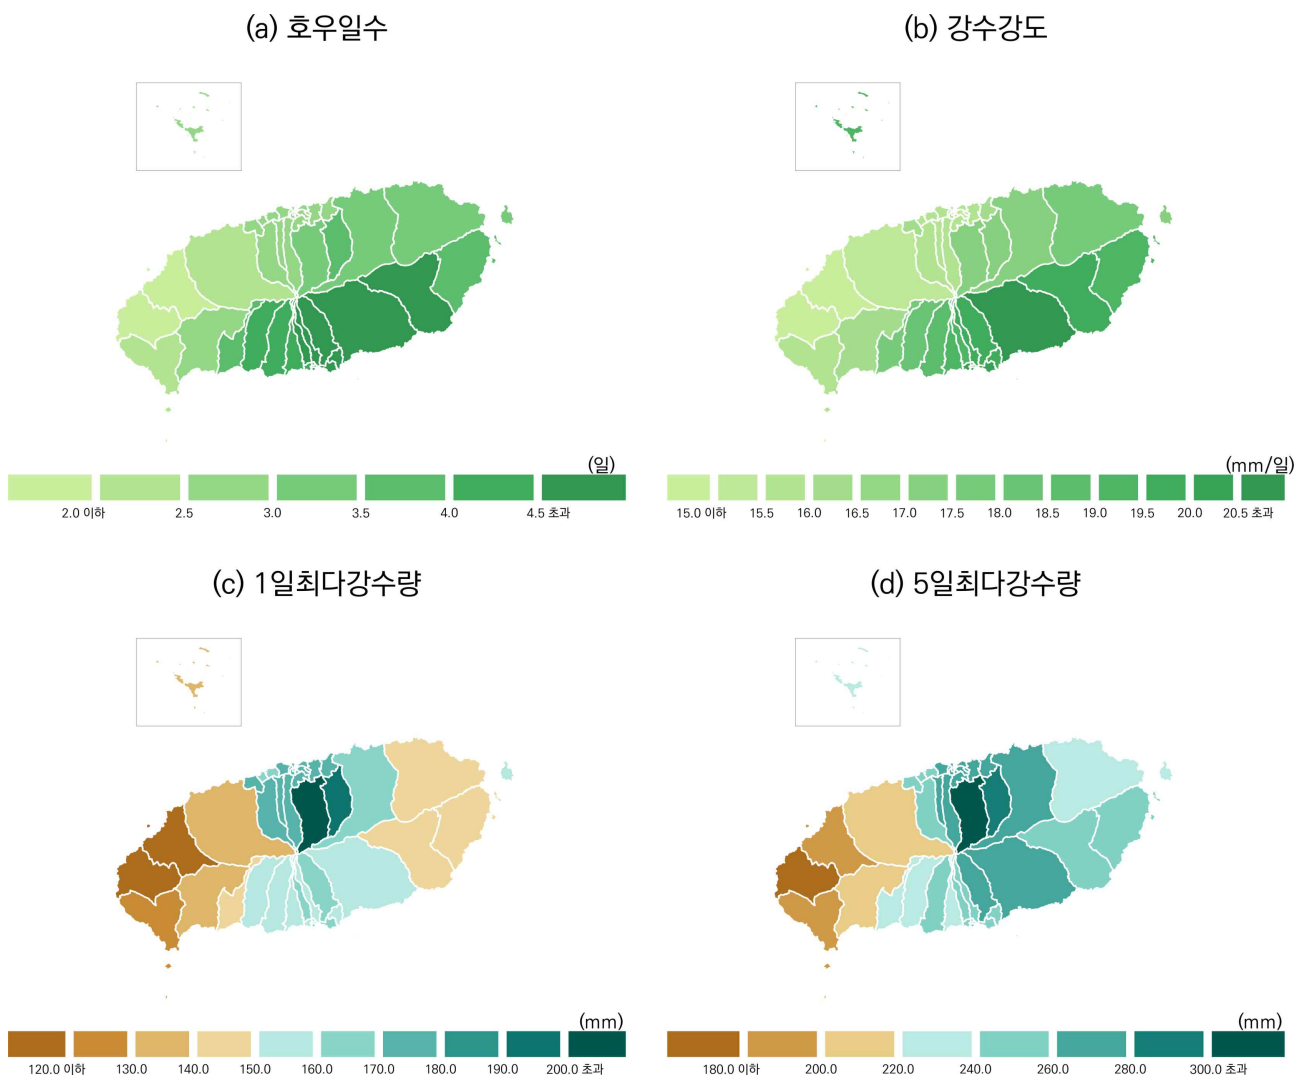 (a) 호우일수
(b) 강수강도
(일)
2.0 이하 2.5 3.0 3.5 4.0 4.5 초과
(mm/일)
15.0 이하 15.5 16.0 16.5 17.0 17.5 18.0 18.5 19.0 19.5 20.0 20.5 초과
(c) 1일최다강수량
(d) 5일최다강수량
(mm)
120.0 이하 130.0 140.0 150.0 160.0 170.0 180.0 190.0 200.0 초과
(mm)
180.0 이하 200.0 220.0 240.0 260.0 280.0 300.0 초과